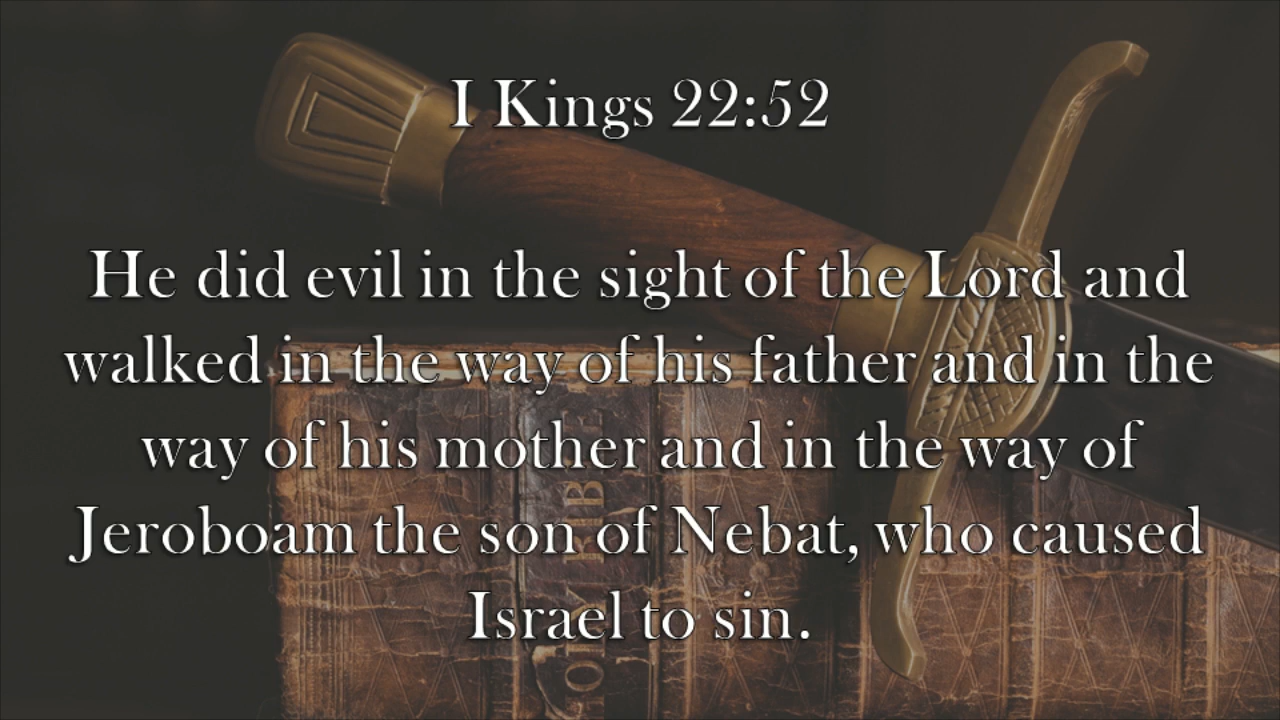 I Kings 22:52
He did evil in the sight of the Lord and
walked in the way of his father and in the
way of his mother and in the way of
Jeroboam the son of Nebat, who caused
Israel to sin.
HOLY BIBLE